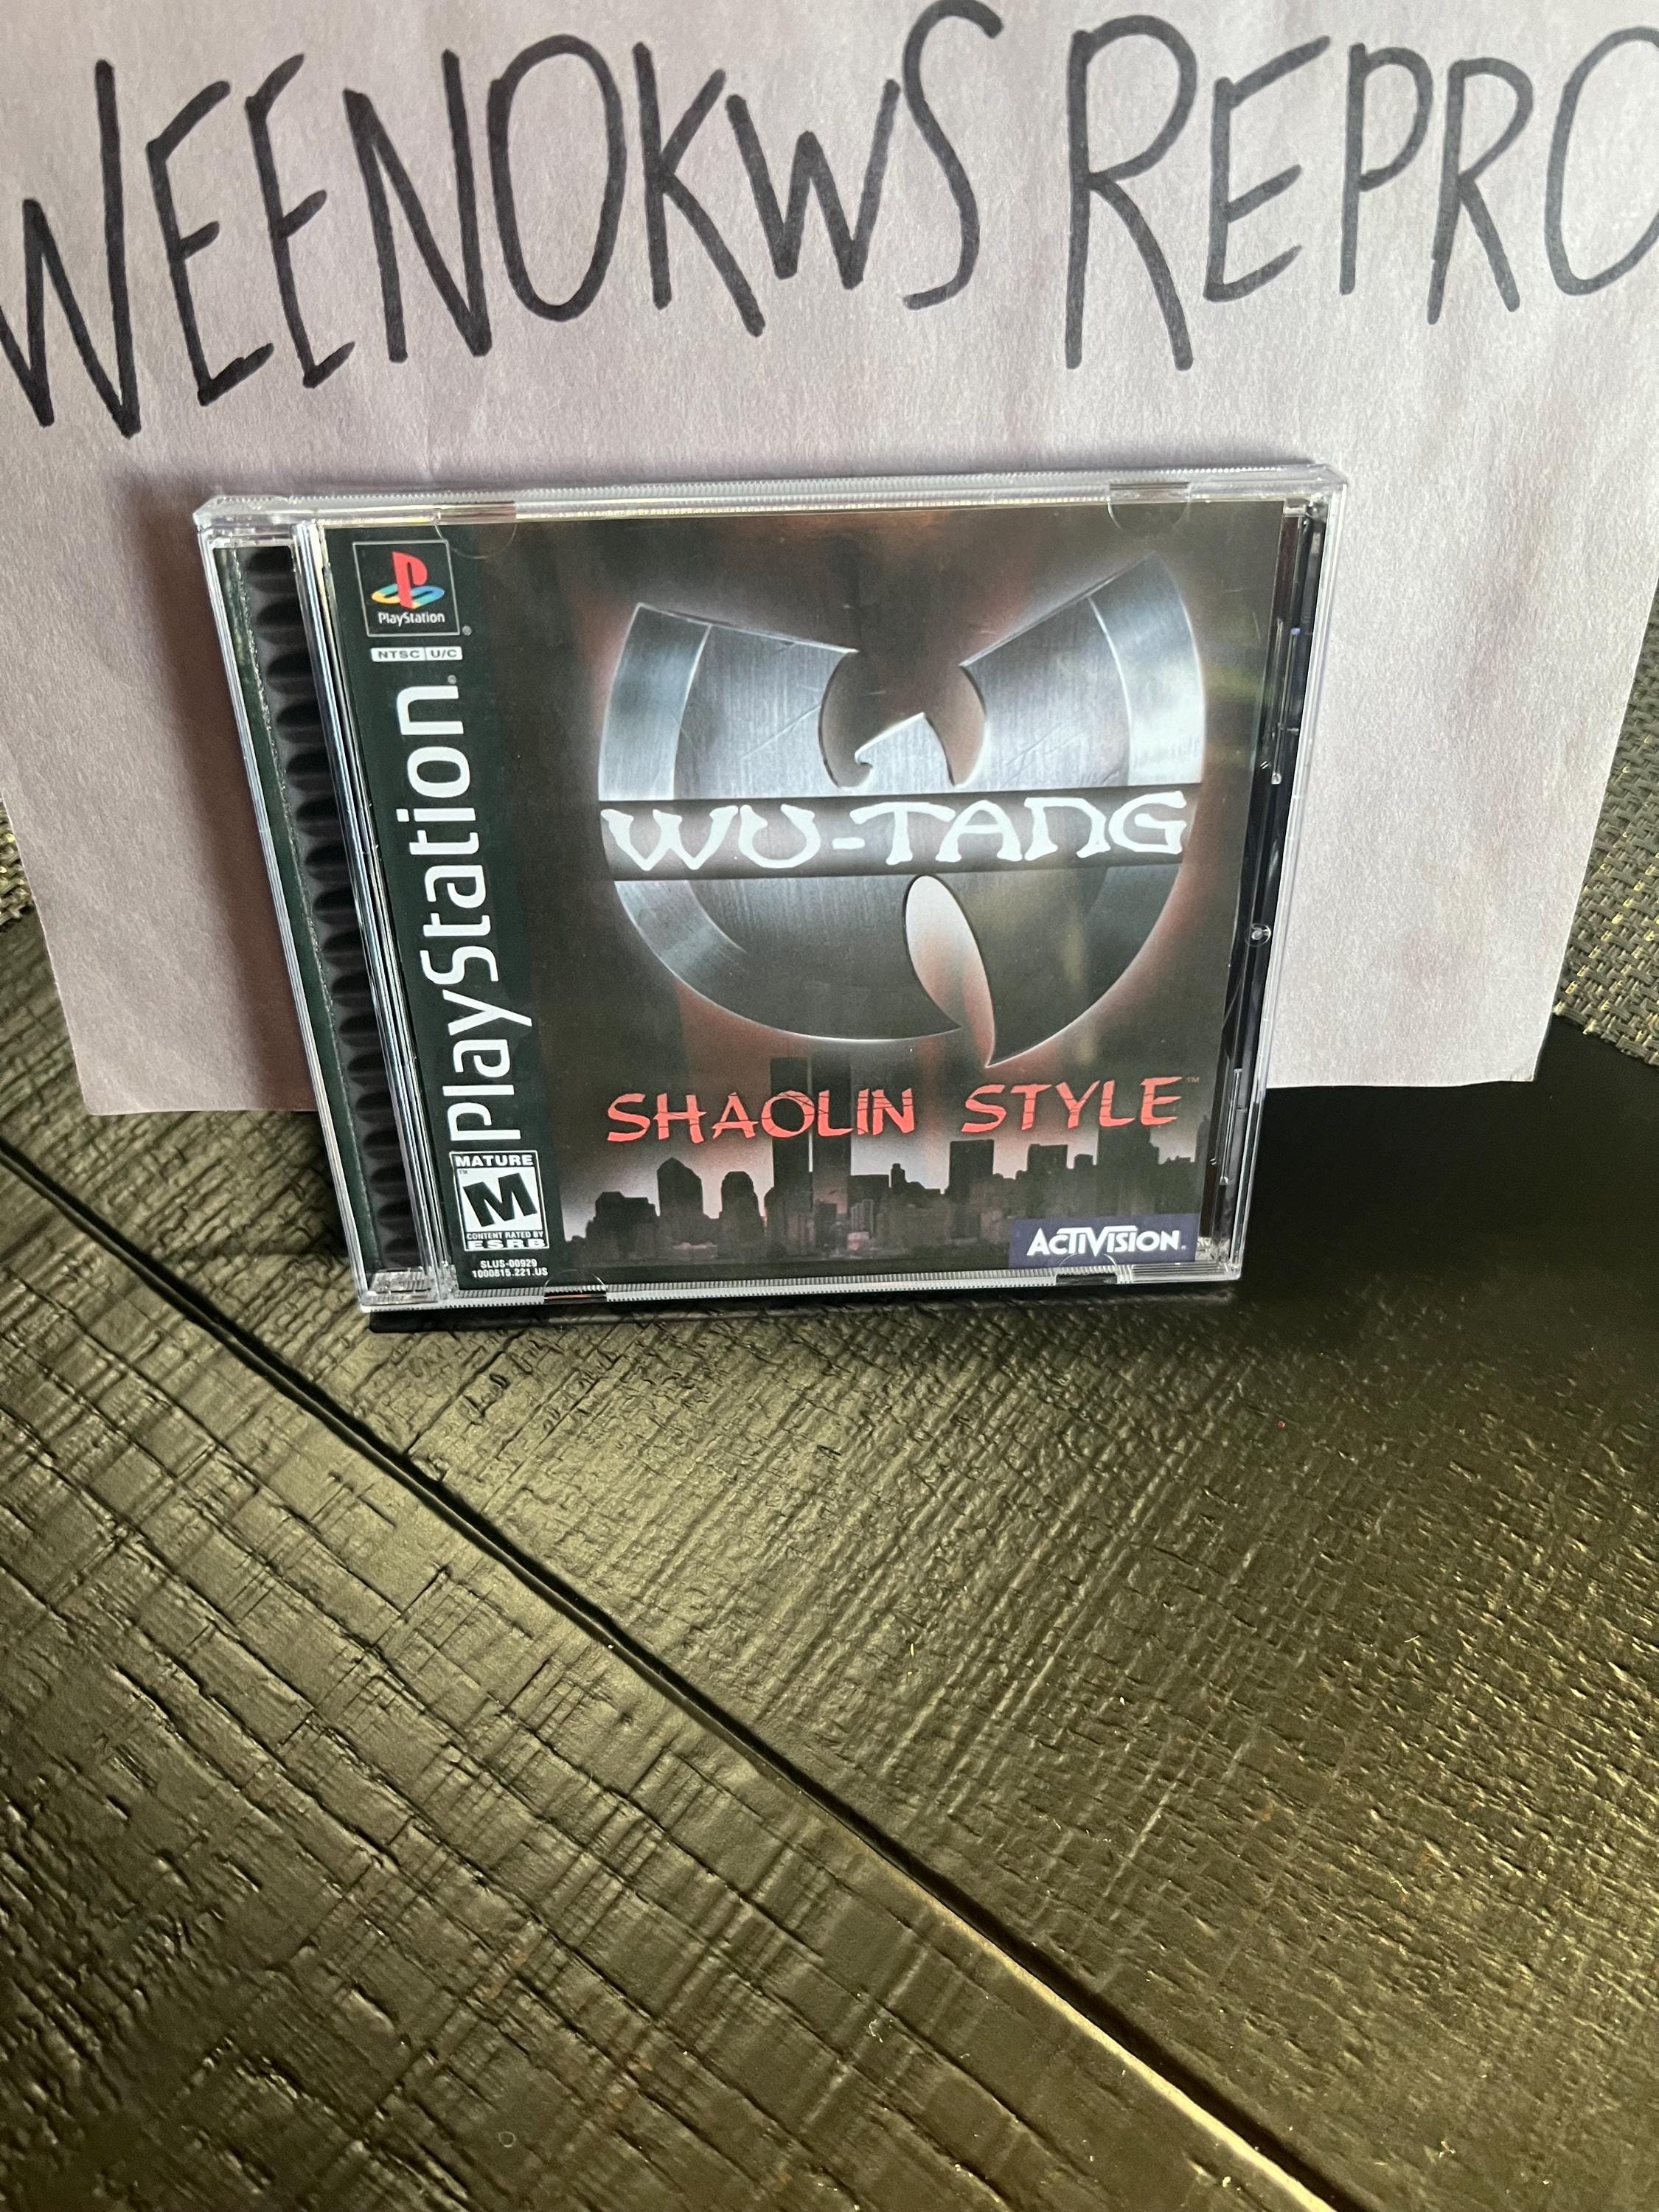 WEENOKWS REPRO
PlayStation
NTSC U/C
PlayStation
WU-TANG
SHAOLIN STYLE™
MATURE
M
CONTENT RATED BY
ESRB
SLUS-00929
1000815.221.US
ACTIVISION